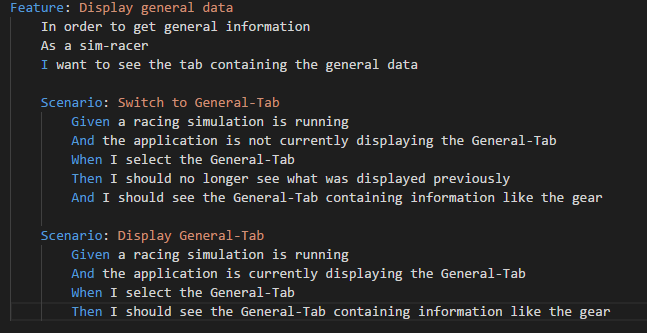 Feature: Display general data
In order to get general information
As a sim-racer
I want to see the tab containing the general data
Scenario: Switch to General-Tab
Given a racing simulation is running
And the application is not currently displaying the General-Tab
When I select the General-Tab
Then I should no longer see what was displayed previously
And I should see the General-Tab containing information like the gear
Scenario: Display General-Tab
Given a racing simulation is running
And the application is currently displaying the General-Tab
When I select the General-Tab
Then I should see the General-Tab containing information like the gear